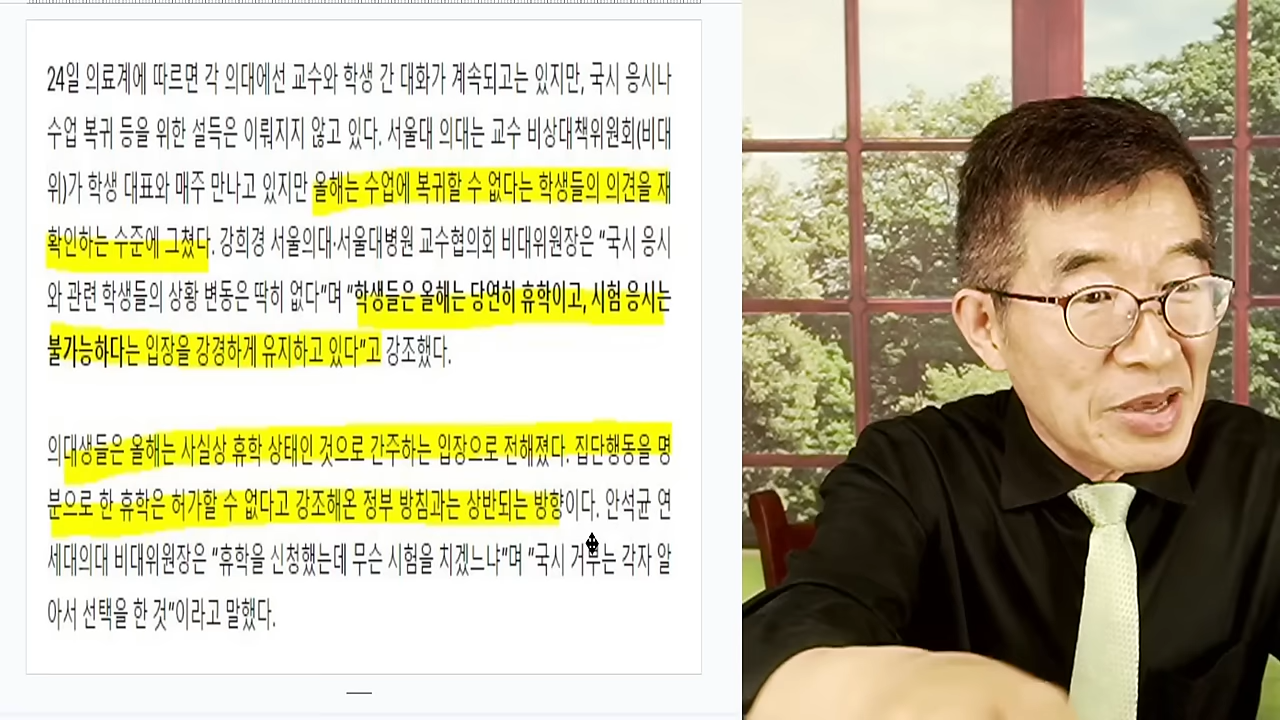 24일 의료계에 따르면 각 의대에선 교수와 학생 간 대화가 계속되고는 있지만, 국시 응시나
수업 복귀 등을 위한 설득은 이뤄지지 않고 있다. 서울대 의대는 교수 비상대책위원회(비대
위)가 학생 대표와 매주 만나고 있지만 올해는 수업에 복귀할 수 없다는 학생들의 의견을 재
확인하는 수준에 그쳤다. 강희경 서울의대·서울대병원 교수협의회 비대위원장은 “국시 응시
와 관련 학생들의 상황 변동은 딱히 없다”며 “학생들은 올해는 당연히 휴학이고, 시험 응시는
불가능하다는 입장을 강경하게 유지하고 있다”고 강조했다.
의대생들은 올해는 사실상 휴학 상태인 것으로 간주하는 입장으로 전해졌다. 집단행동을 명
분으로 한 휴학은 허가할 수 없다고 강조해온 정부 방침과는 상반되는 방향이다. 안석균 연
세대의대 비대위원장은 “휴학을 신청했는데 무슨 시험을 치겠느냐”며 “국시 거부는 각자 알
아서 선택을 한 것”이라고 말했다.